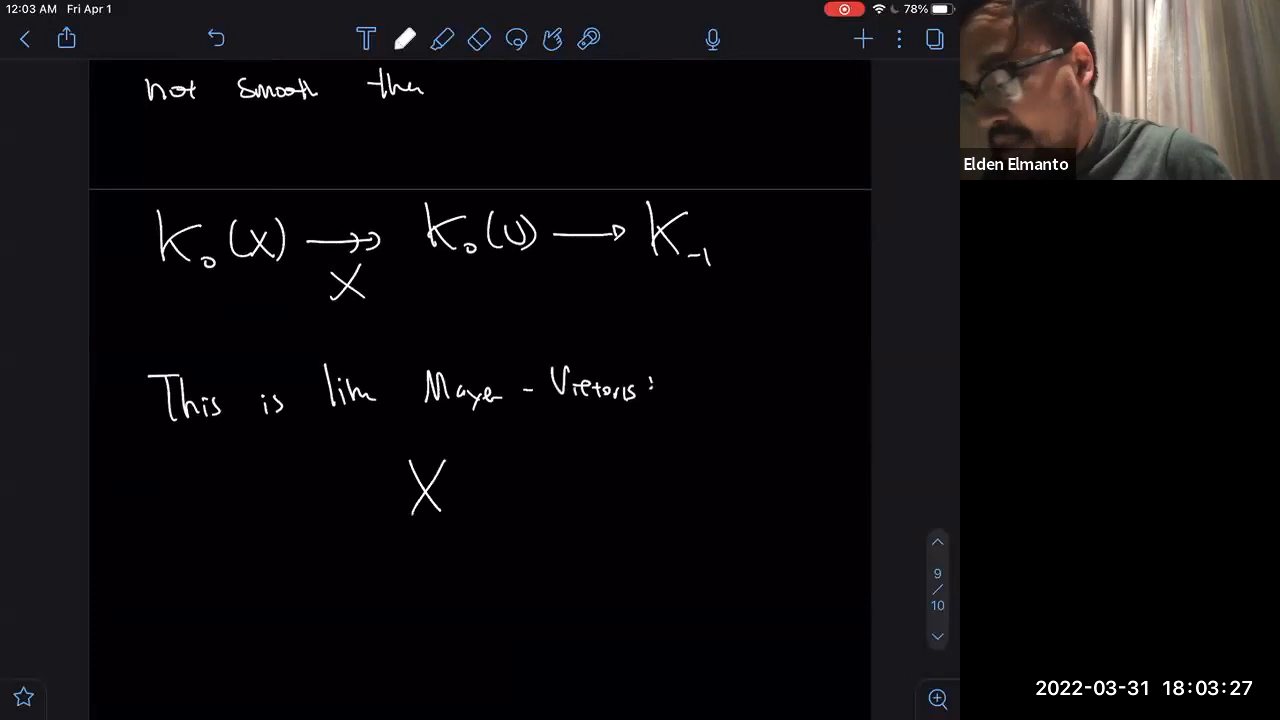 12:03 AM Fri Apr 1
78%
T
not smooth then
K₀(X) ↠ K₀(U) → K₋₁
X
Elden Elmanto
This is like Mayer - Vietoris:
X
9
/
10
2022-03-31 18:03:27